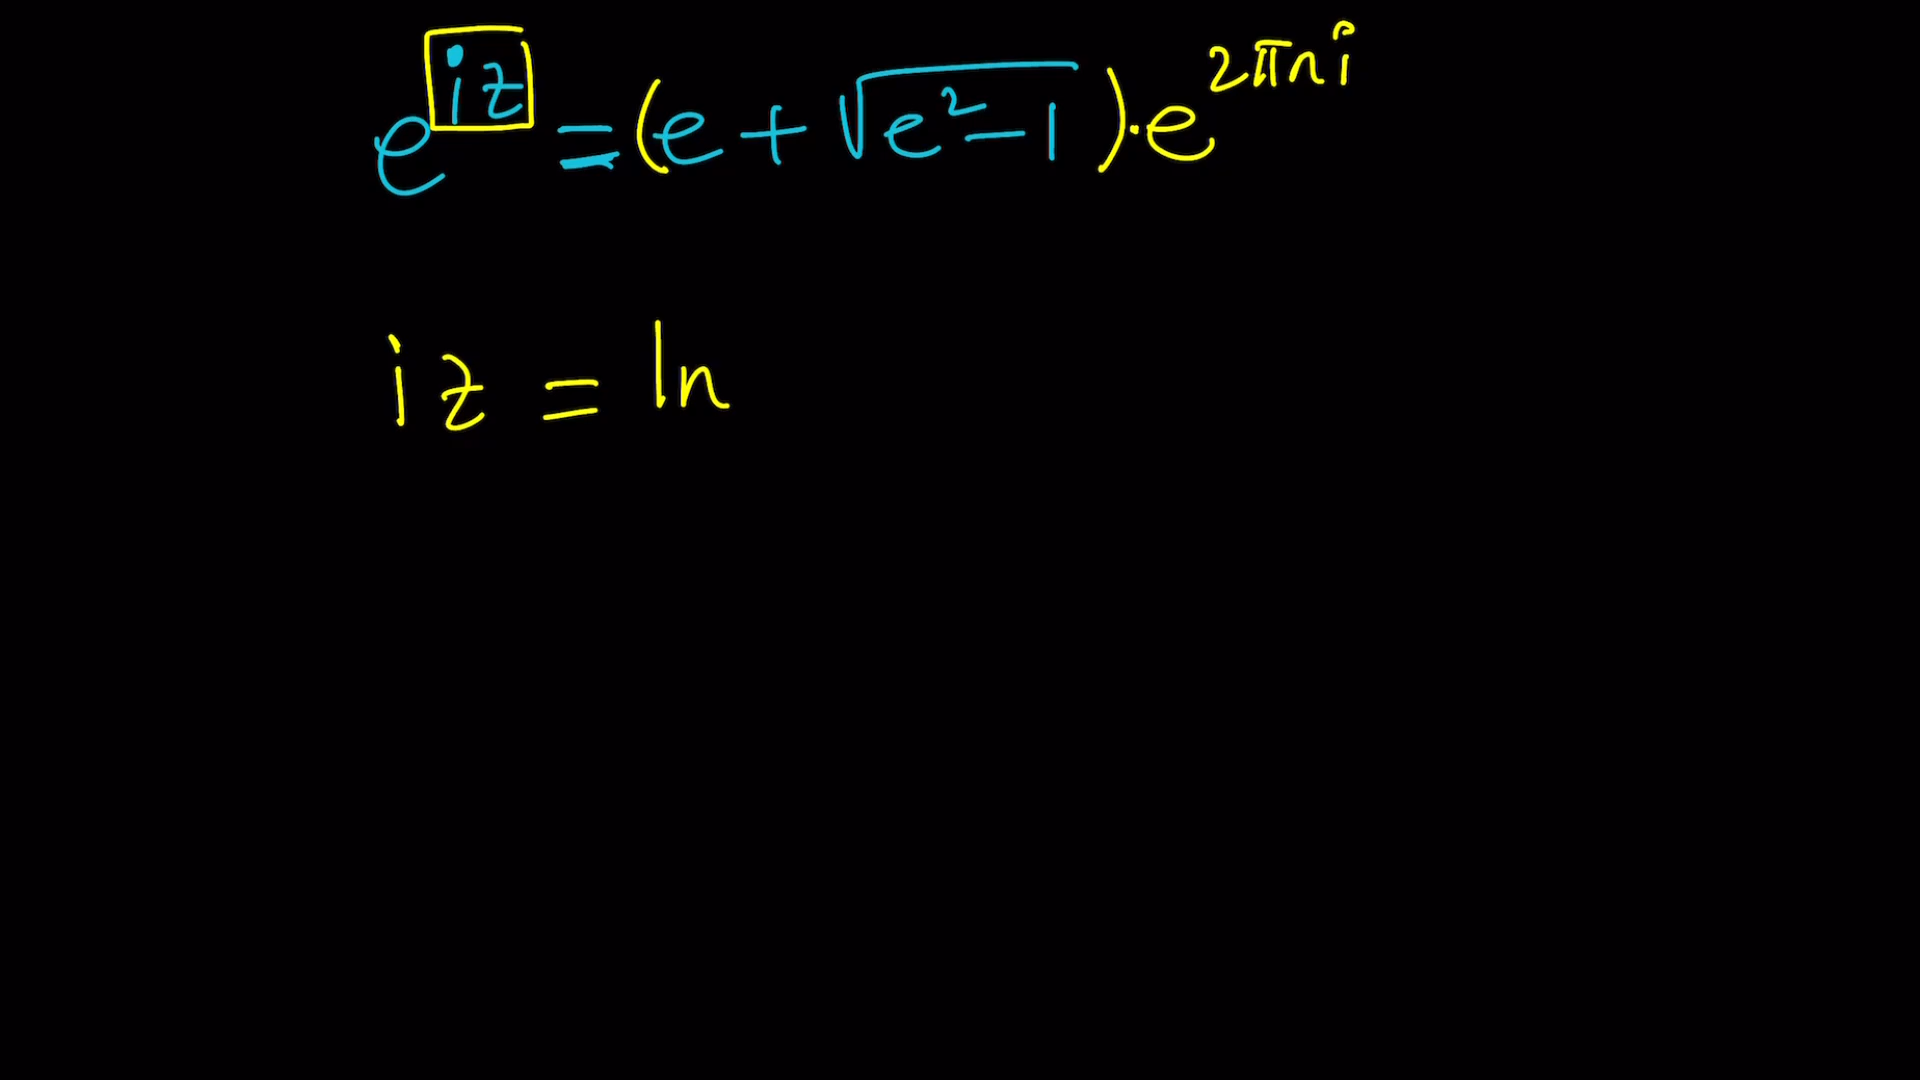 e^{iz} = (e + √(e²−1))·e^{2πni}
iz = ln